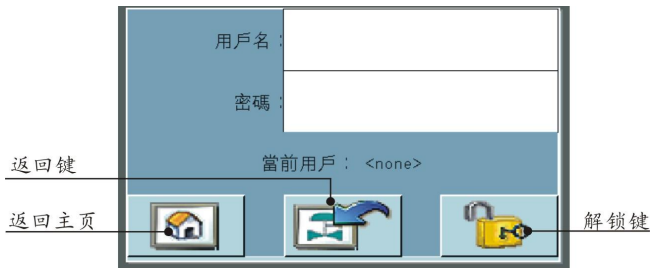 用戶名：
密碼：
當前用戶： <none>
返回键
返回主页
解锁键